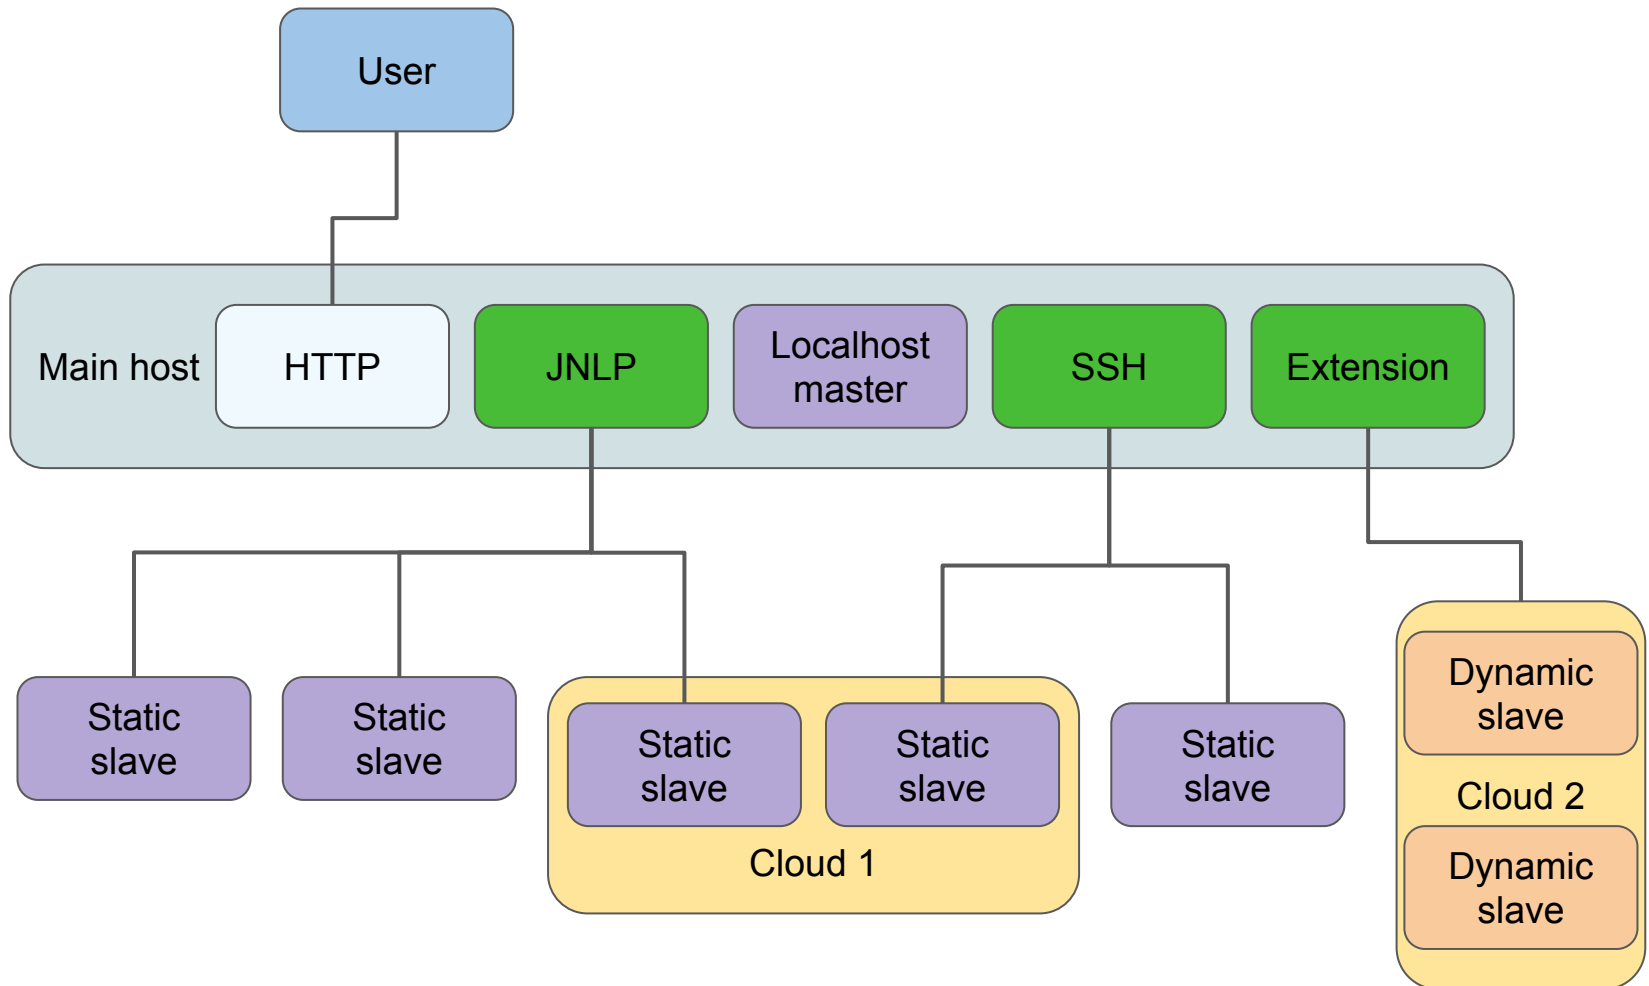 User
Main host
HTTP
JNLP
Localhost
master
SSH
Extension
Static
slave
Static
slave
Static
slave
Static
slave
Cloud 1
Static
slave
Dynamic
slave
Cloud 2
Dynamic
slave